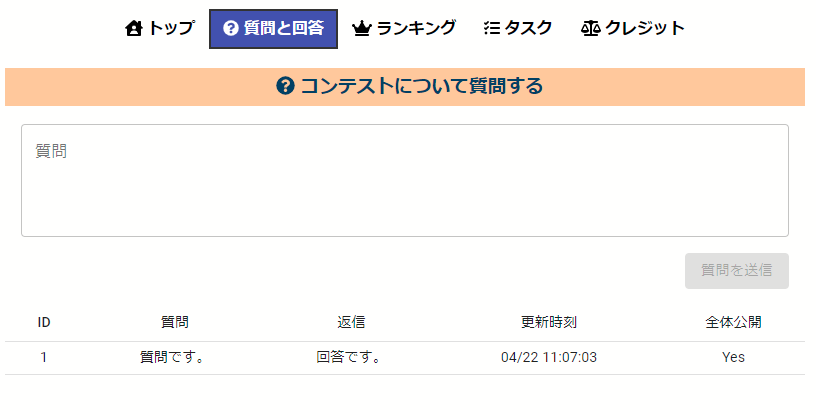 トップ 質問と回答 ランキング タスク クレジット
コンテストについて質問する
質問
質問を送信
ID 質問 返信 更新時刻 全体公開
1 質問です。 回答です。 04/22 11:07:03 Yes